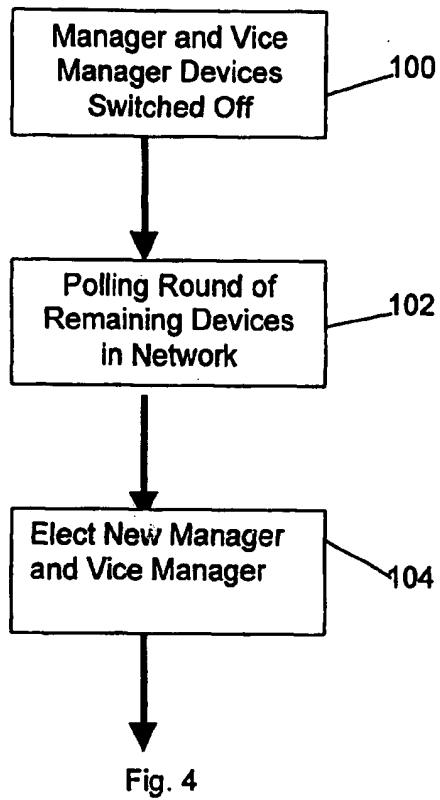 Manager and Vice
Manager Devices
Switched Off
100
Polling Round of
Remaining Devices
in Network
102
Elect New Manager
and Vice Manager
104
Fig. 4